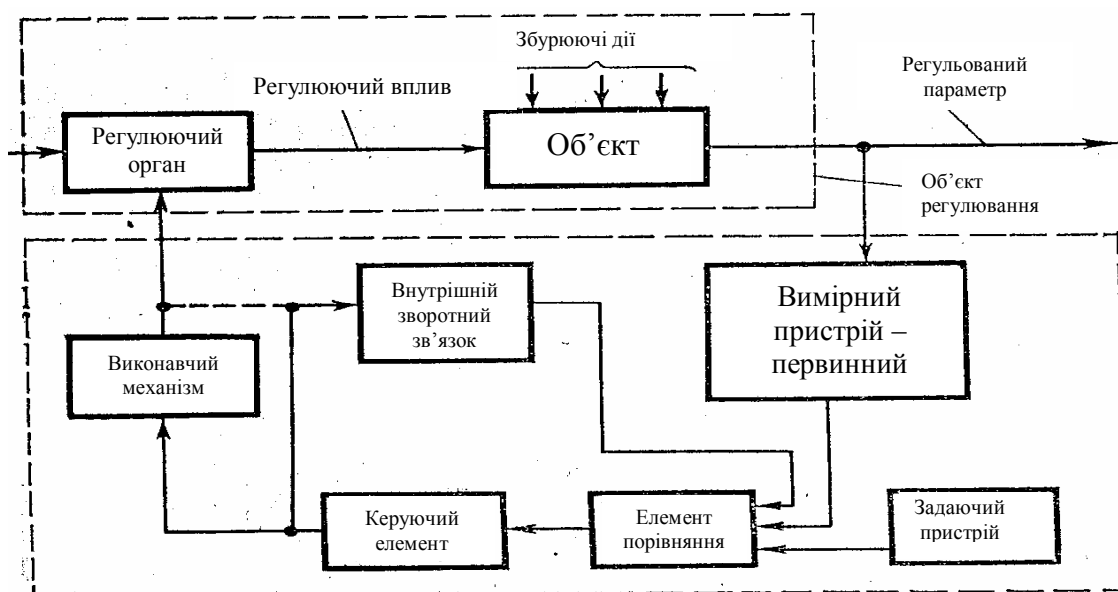 Збурюючі дії
Регулюючий вплив
Регульований
параметр
Регулюючий
орган
Об’єкт
Об’єкт
регулювання
Внутрішній
зворотний
зв’язок
Вимірний
пристрій –
первинний
Виконавчий
механізм
Керуючий
елемент
Елемент
порівняння
Задаючий
пристрій